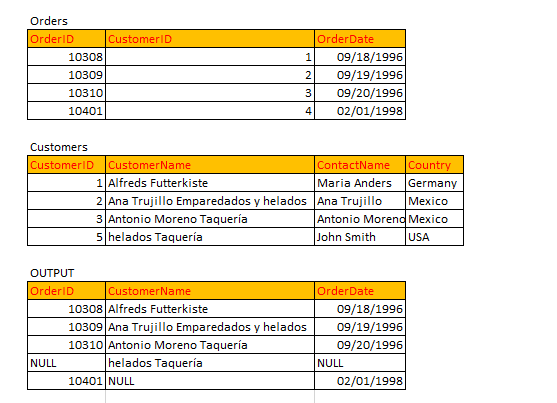 Orders
OrderID CustomerID OrderDate
10308 1 09/18/1996
10309 2 09/19/1996
10310 3 09/20/1996
10401 4 02/01/1998
Customers
CustomerID CustomerName ContactName Country
1 Alfreds Futterkiste Maria Anders Germany
2 Ana Trujillo Emparedados y helados Ana Trujillo Mexico
3 Antonio Moreno Taquería Antonio Moreno Mexico
5 helados Taquería John Smith USA
OUTPUT
OrderID CustomerName OrderDate
10308 Alfreds Futterkiste 09/18/1996
10309 Ana Trujillo Emparedados y helados 09/19/1996
10310 Antonio Moreno Taquería 09/20/1996
NULL helados Taquería NULL
10401 NULL 02/01/1998